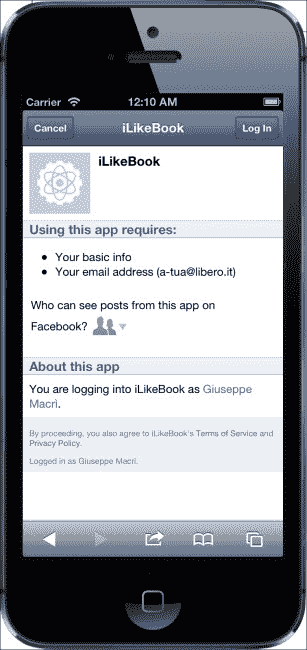 Carrier 12:10 AM
Cancel iLikeBook Log In
iLikeBook
Using this app requires:
• Your basic info
• Your email address (a-tua@libero.it)
Who can see posts from this app on
Facebook?
About this app
You are logging into iLikeBook as Giuseppe
Macrì.
By proceeding, you also agree to iLikeBook's Terms of Service and
Privacy Policy.
Logged in as Giuseppe Macrì.